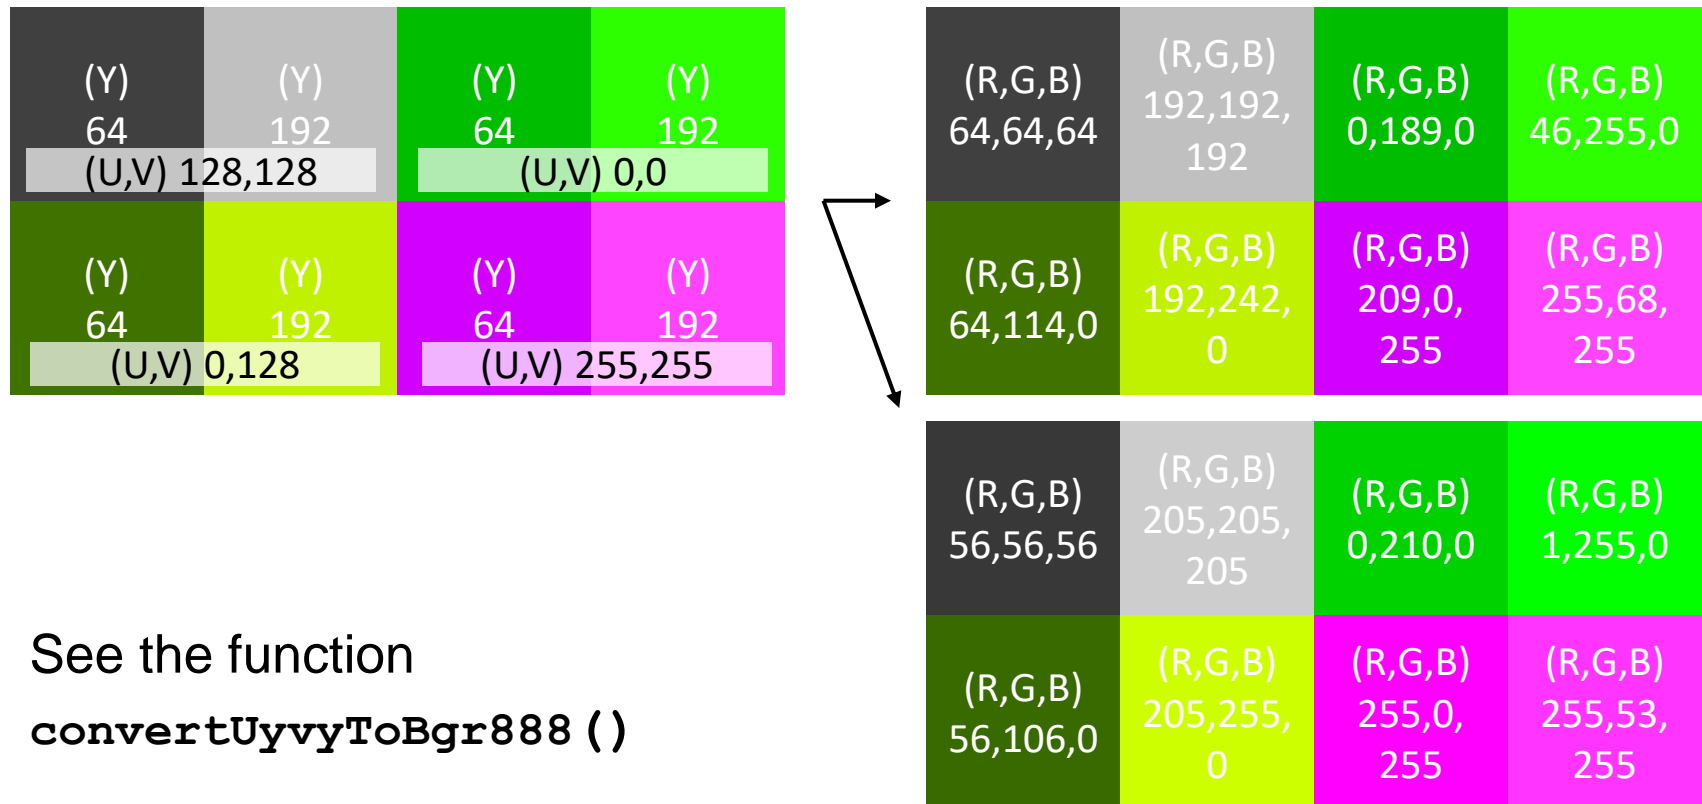 (Y)
64
(Y)
192
(U,V) 128,128
(Y)
64
(Y)
192
(U,V) 0,0
(Y)
64
(Y)
192
(U,V) 0,128
(Y)
64
(Y)
192
(U,V) 255,255
(R,G,B)
64,64,64
(R,G,B)
192,192,
192
(R,G,B)
0,189,0
(R,G,B)
46,255,0
(R,G,B)
64,114,0
(R,G,B)
192,242,
0
(R,G,B)
209,0,
255
(R,G,B)
255,68,
255
(R,G,B)
56,56,56
(R,G,B)
205,205,
205
(R,G,B)
0,210,0
(R,G,B)
1,255,0
(R,G,B)
56,106,0
(R,G,B)
205,255,
0
(R,G,B)
255,0,
255
(R,G,B)
255,53,
255
See the function
convertUyvyToBgr888()